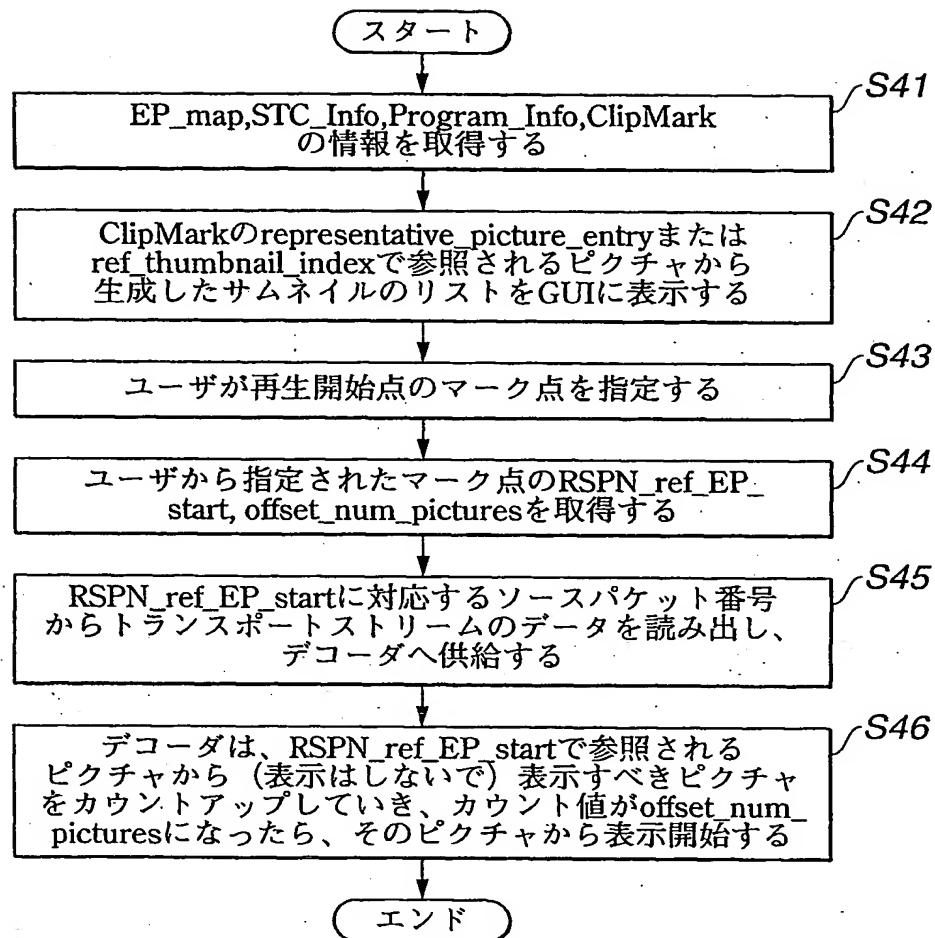 スタート
S41
EP_map,STC_Info,Program_Info,ClipMark
の情報を取得する
S42
ClipMarkのrepresentative_picture_entryまたは
ref_thumbnail_indexで参照されるピクチャから
生成したサムネイルのリストをGUIに表示する
S43
ユーザが再生開始点のマーク点を指定する
S44
ユーザから指定されたマーク点のRSPN_ref_EP_
start, offset_num_picturesを取得する
S45
RSPN_ref_EP_startに対応するソースパケット番号
からトランスポートストリームのデータを読み出し、
デコーダへ供給する
S46
デコーダは、RSPN_ref_EP_startで参照される
ピクチャから（表示はしないで）表示すべきピクチャ
をカウントアップしていき、カウント値がoffset_num_
picturesになったら、そのピクチャから表示開始する
エンド